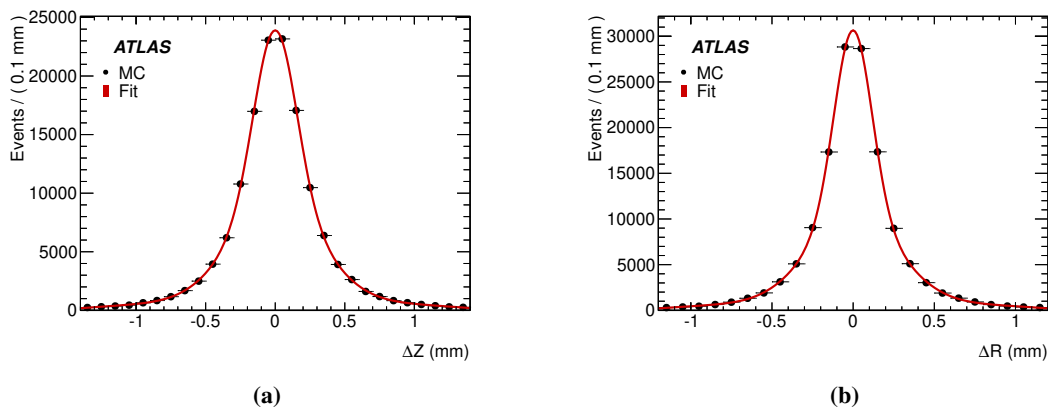 Events / ( 0.1 mm )
25000
20000
15000
10000
5000
0
ATLAS
MC
Fit
-1 -0.5 0 0.5 1
ΔZ (mm)
(a)
Events / ( 0.1 mm )
30000
25000
20000
15000
10000
5000
0
ATLAS
MC
Fit
-1 -0.5 0 0.5 1
ΔR (mm)
(b)